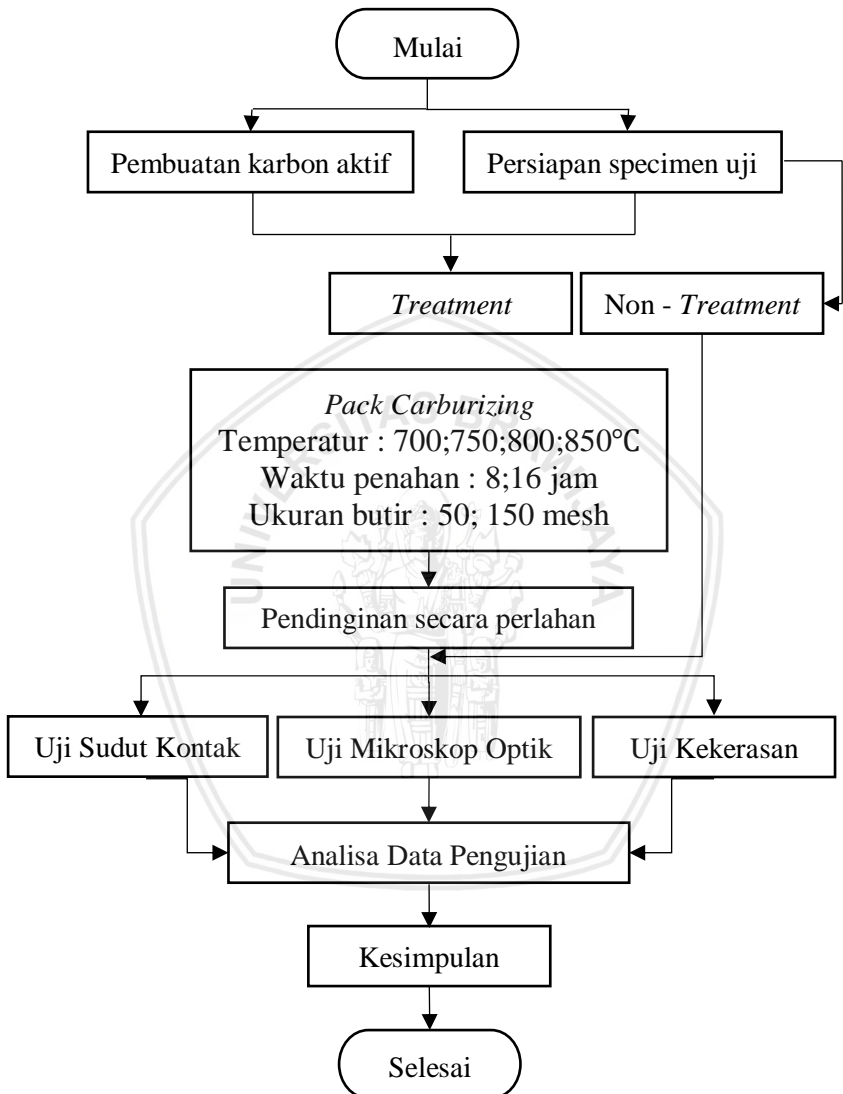 Mulai
Pembuatan karbon aktif
Persiapan specimen uji
Treatment
Non - Treatment
Pack Carburizing
Temperatur : 700;750;800;850℃
Waktu penahan : 8;16 jam
Ukuran butir : 50; 150 mesh
UNIVERSITAS BRAWIJAYA
Pendinginan secara perlahan
Uji Sudut Kontak
Uji Mikroskop Optik
Uji Kekerasan
Analisa Data Pengujian
Kesimpulan
Selesai